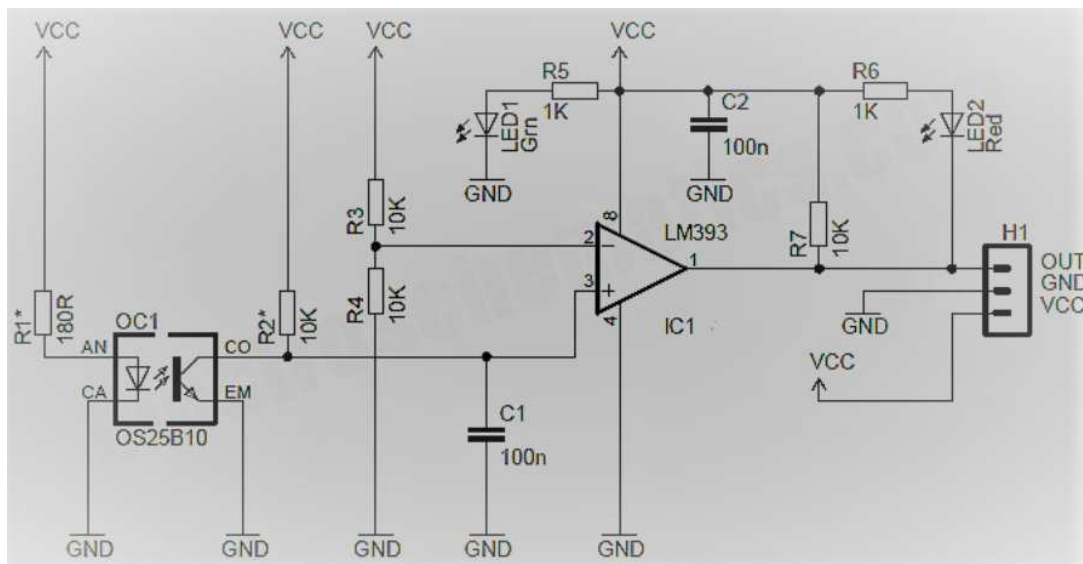 VCC
VCC
VCC
VCC
R5
1K
R6
1K
LED1
Grn
GND
C2
100n
GND
LED2
Red
R3
10K
R4
10K
R7
10K
8
2
3
1
4
LM393
IC1
H1
OUT
GND
VCC
GND
VCC
R1*
180R
R2*
10K
OC1
AN
CO
CA
EM
OS25B10
C1
100n
GND
GND
GND
GND
GND